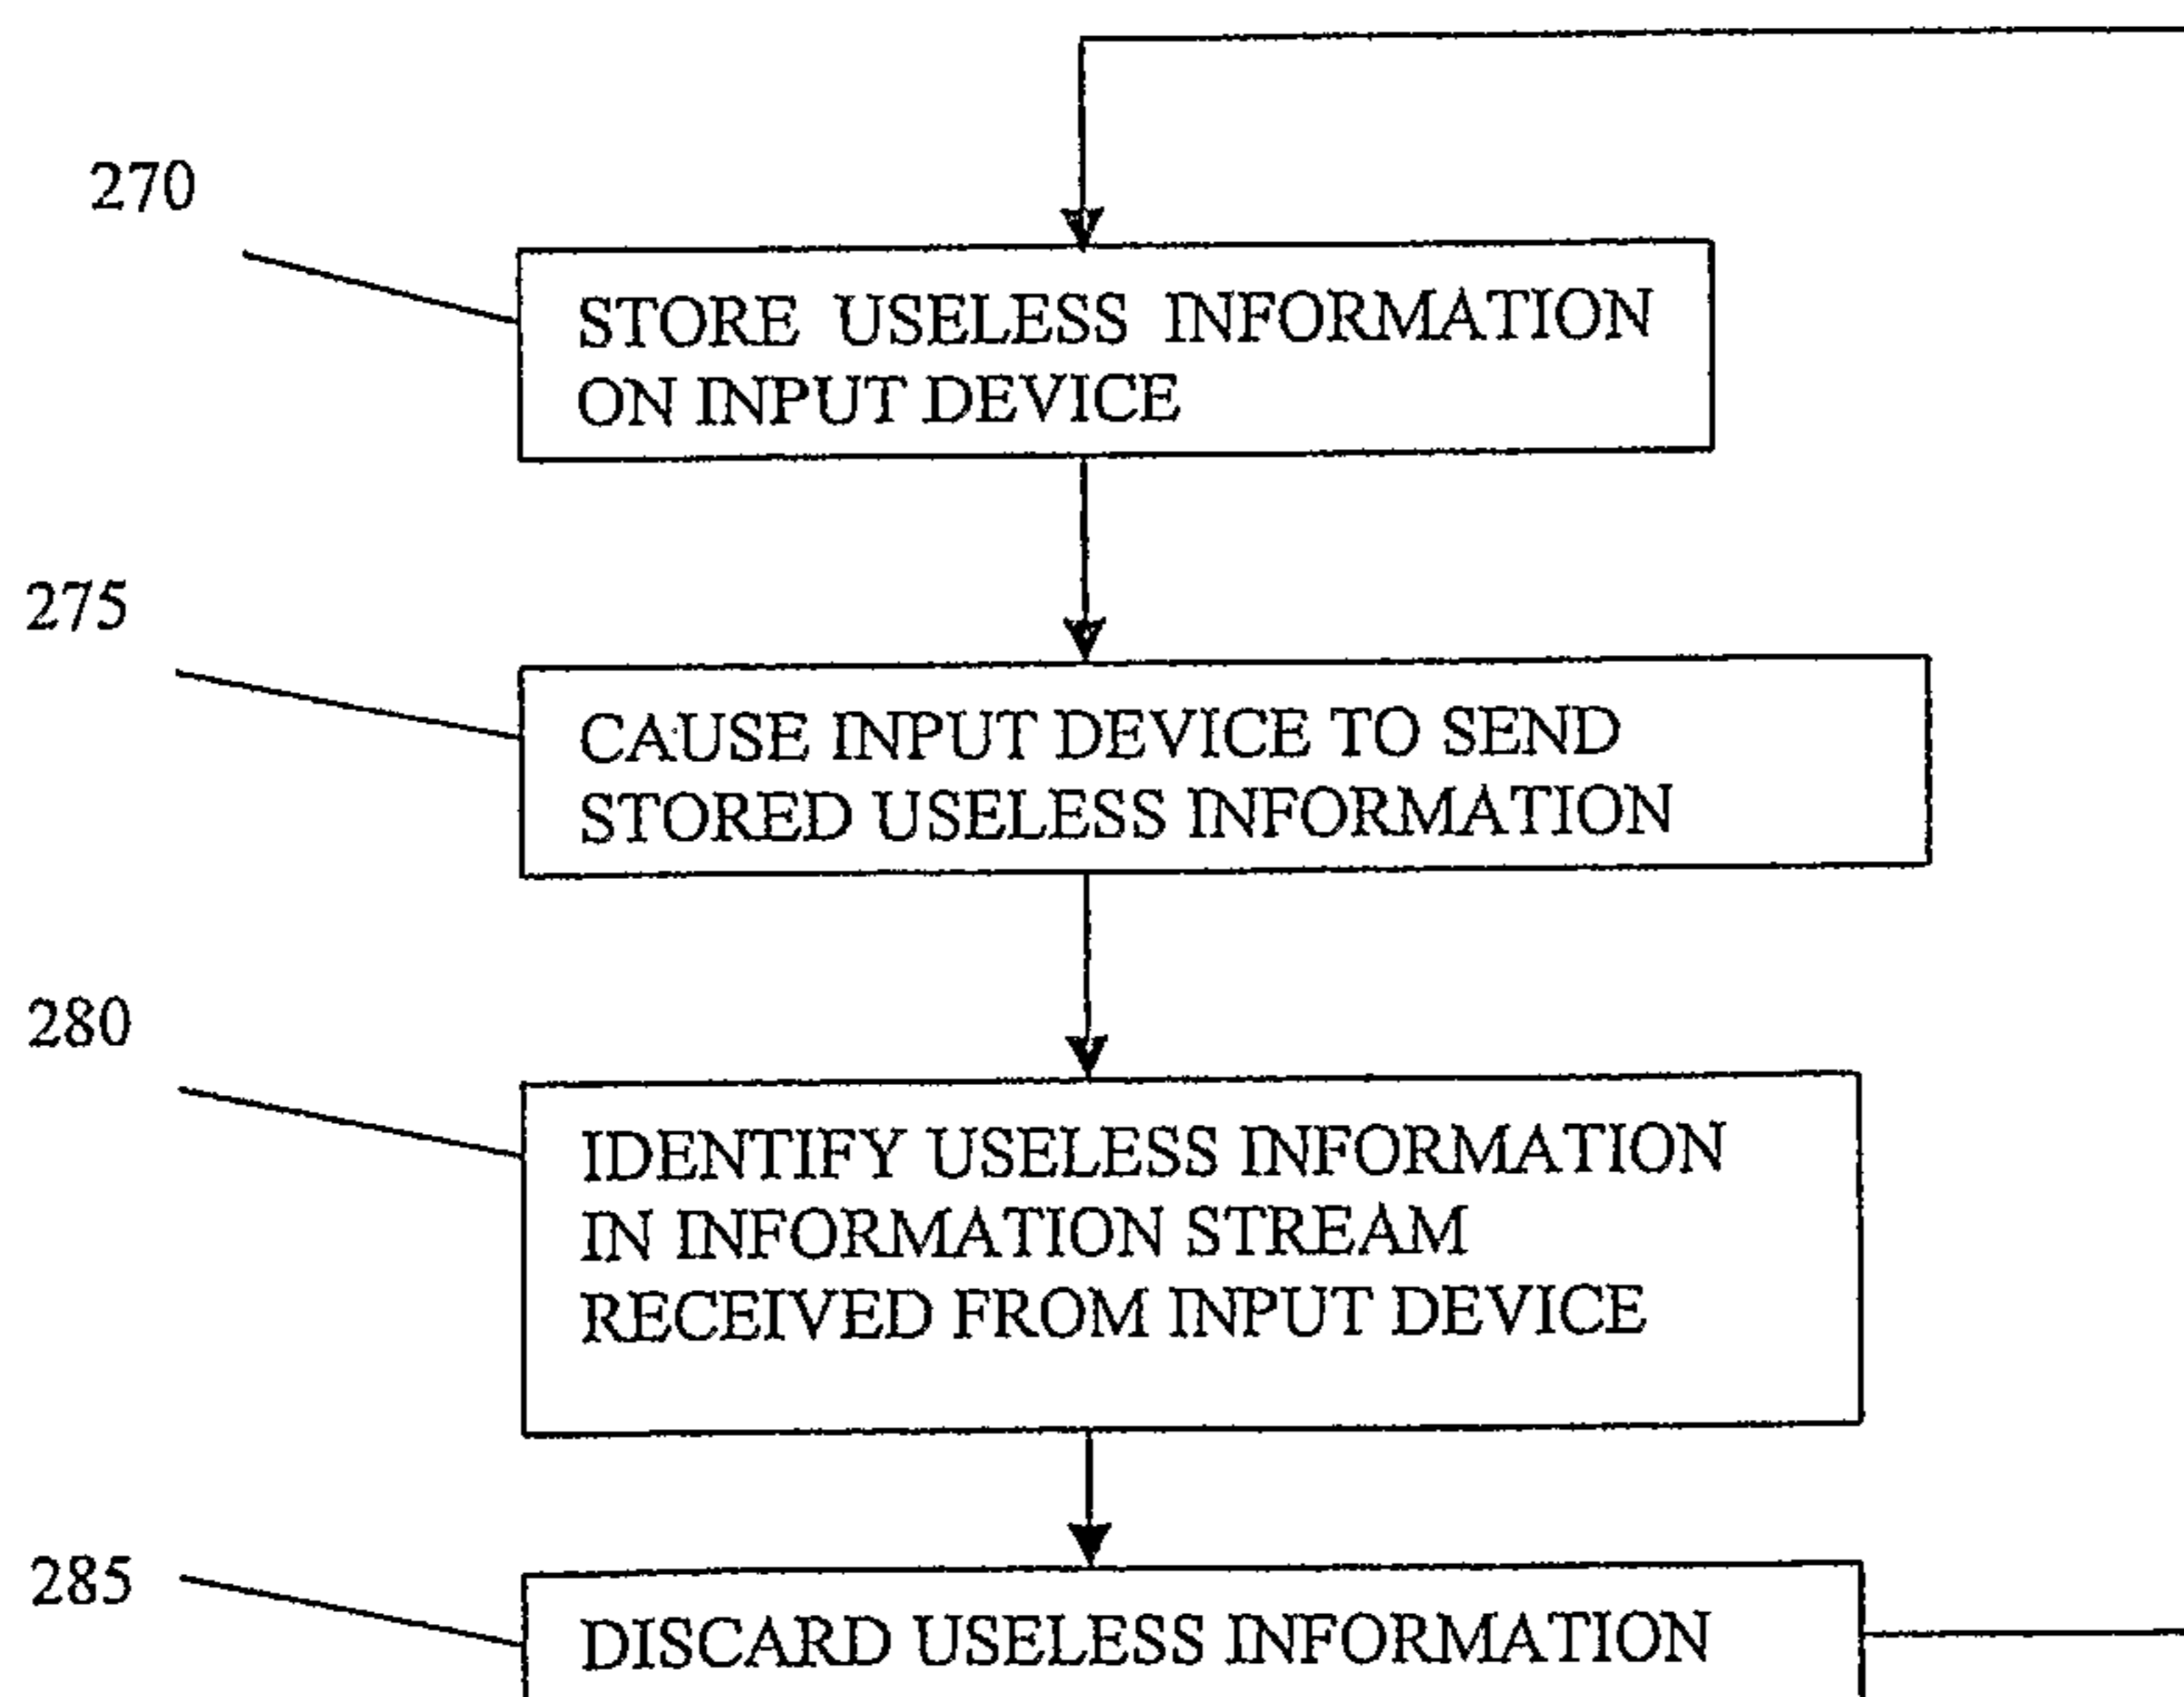 270
STORE USELESS INFORMATION
ON INPUT DEVICE
275
CAUSE INPUT DEVICE TO SEND
STORED USELESS INFORMATION
280
IDENTIFY USELESS INFORMATION
IN INFORMATION STREAM
RECEIVED FROM INPUT DEVICE
285
DISCARD USELESS INFORMATION